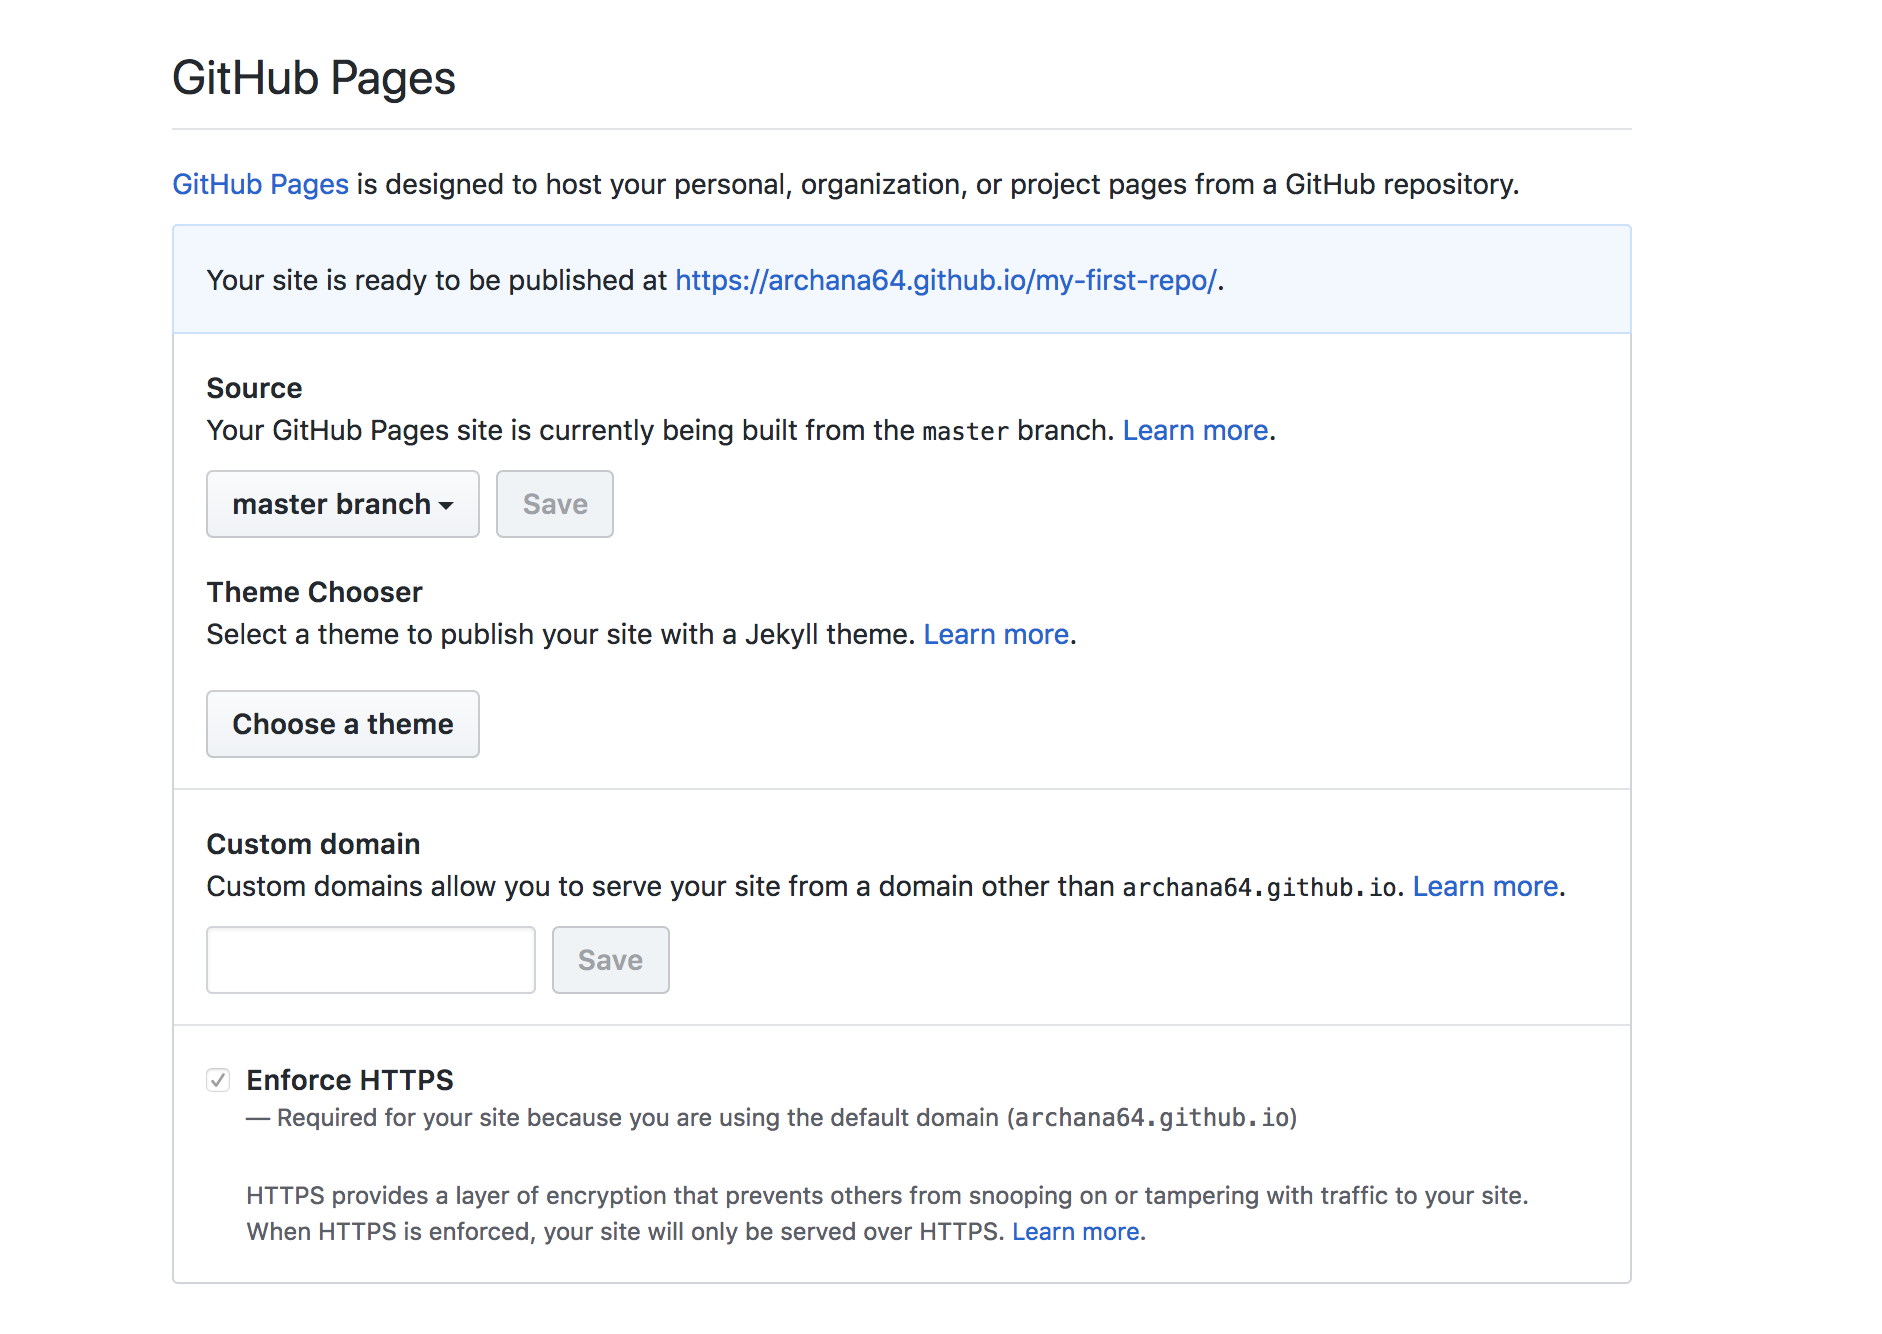 GitHub Pages
GitHub Pages is designed to host your personal, organization, or project pages from a GitHub repository.
Your site is ready to be published at https://archana64.github.io/my-first-repo/.
Source
Your GitHub Pages site is currently being built from the master branch. Learn more.
master branch Save
Theme Chooser
Select a theme to publish your site with a Jekyll theme. Learn more.
Choose a theme
Custom domain
Custom domains allow you to serve your site from a domain other than archana64.github.io. Learn more.
Save
Enforce HTTPS
— Required for your site because you are using the default domain (archana64.github.io)
HTTPS provides a layer of encryption that prevents others from snooping on or tampering with traffic to your site.
When HTTPS is enforced, your site will only be served over HTTPS. Learn more.